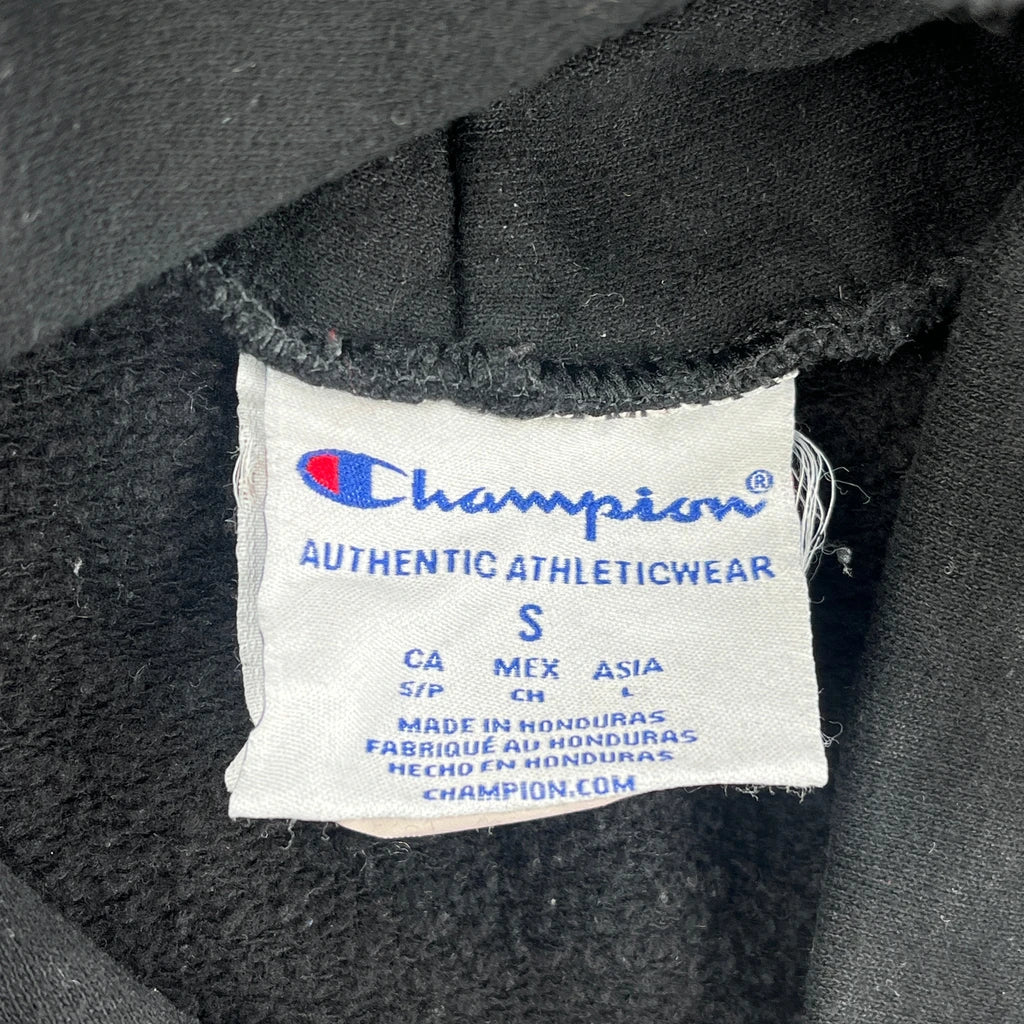 Champion®
AUTHENTIC ATHLETICWEAR
S
CA MEX ASIA
S/P CH L
MADE IN HONDURAS
FABRIQUÉ AU HONDURAS
HECHO EN HONDURAS
CHAMPION.COM